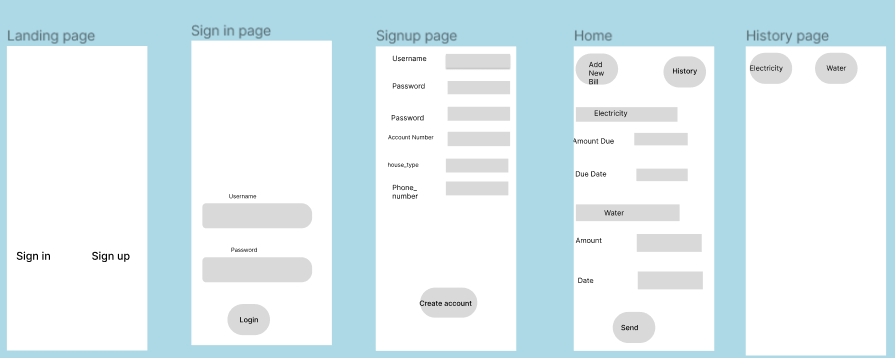 Landing page
Sign in
Sign up
Sign in page
Username
Password
Login
Signup page
Username
Password
Password
Account Number
house_type
Phone_
number
Create account
Home
Add
New
Bill
History
Electricity
Amount Due
Due Date
Water
Amount
Date
Send
History page
Electricity
Water